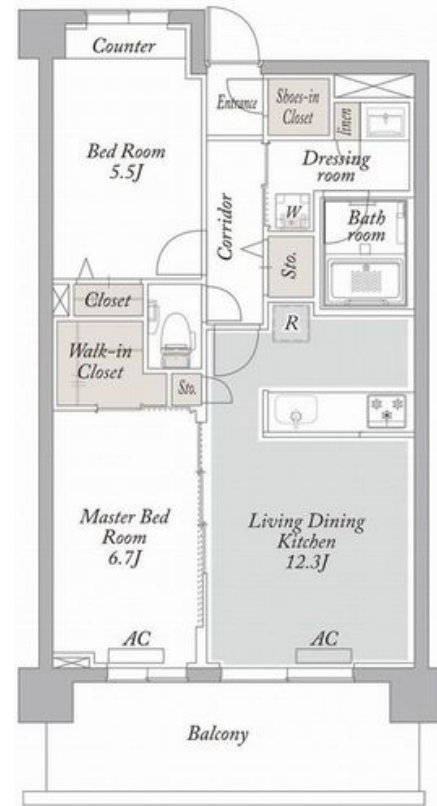 Counter
Bed Room
5.5J
Entrance
Shoes-in
Closet
linen
Dressing
room
W
Bath
room
Corridor
Sto.
Closet
R
Walk-in
Closet
Sto.
Master Bed
Room
6.7J
Living Dining
Kitchen
12.3J
AC
AC
Balcony